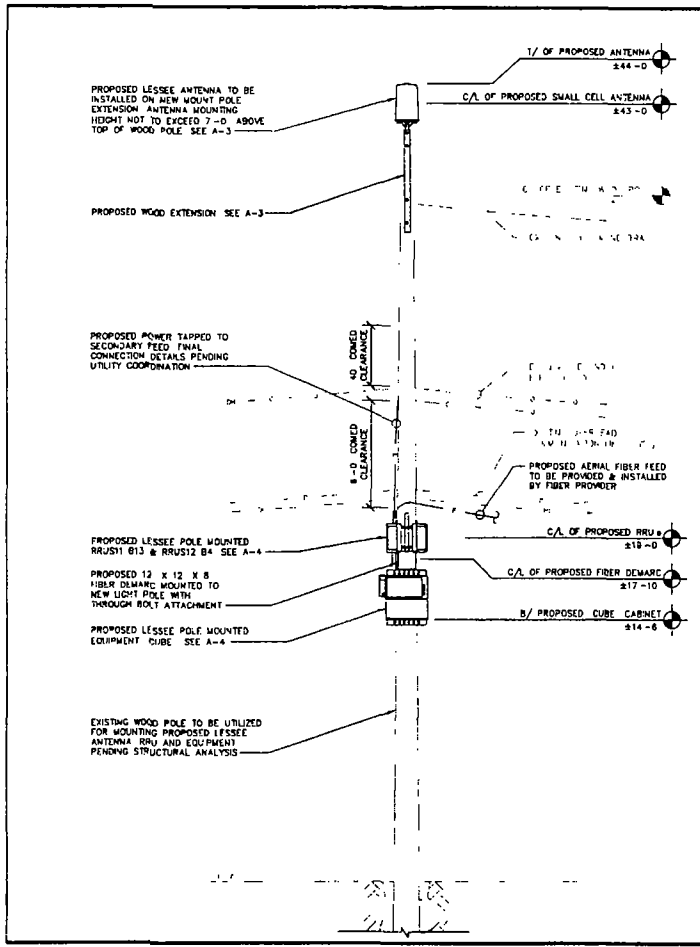 T/ OF PROPOSED ANTENNA
±44-0
PROPOSED LESSEE ANTENNA TO BE
INSTALLED ON NEW MOUNT POLE
EXTENSION ANTENNA MOUNTING
HEIGHT NOT TO EXCEED 7-0 ABOVE
TOP OF WOOD POLE SEE A-3
C/L OF PROPOSED SMALL CELL ANTENNA
±43-0
PROPOSED WOOD EXTENSION SEE A-3
PROPOSED POWER TAPPED TO
SECONDARY FEED FINAL
CONNECTION DETAILS PENDING
UTILITY COORDINATION
40 COMED
CLEARANCE
6-0 COMED
CLEARANCE
PROPOSED AERIAL FIBER FEED
TO BE PROVIDED & INSTALLED
BY FIBER PROVIDER
PROPOSED LESSEE POLE MOUNTED
RRUS11 B13 & RRUS12 B4 SEE A-4
C/L OF PROPOSED RRU s
±19-0
PROPOSED 12 X 12 X 8
FIBER DEMARC MOUNTED TO
NEW LIGHT POLE WITH
THROUGH BOLT ATTACHMENT
C/L OF PROPOSED FIBER DEMARC
±17-10
PROPOSED LESSEE POLE MOUNTED
EQUIPMENT CUBE SEE A-4
B/ PROPOSED CUBE CABINET
±14-6
EXISTING WOOD POLE TO BE UTILIZED
FOR MOUNTING PROPOSED LESSEE
ANTENNA RRU AND EQUIPMENT
PENDING STRUCTURAL ANALYSIS